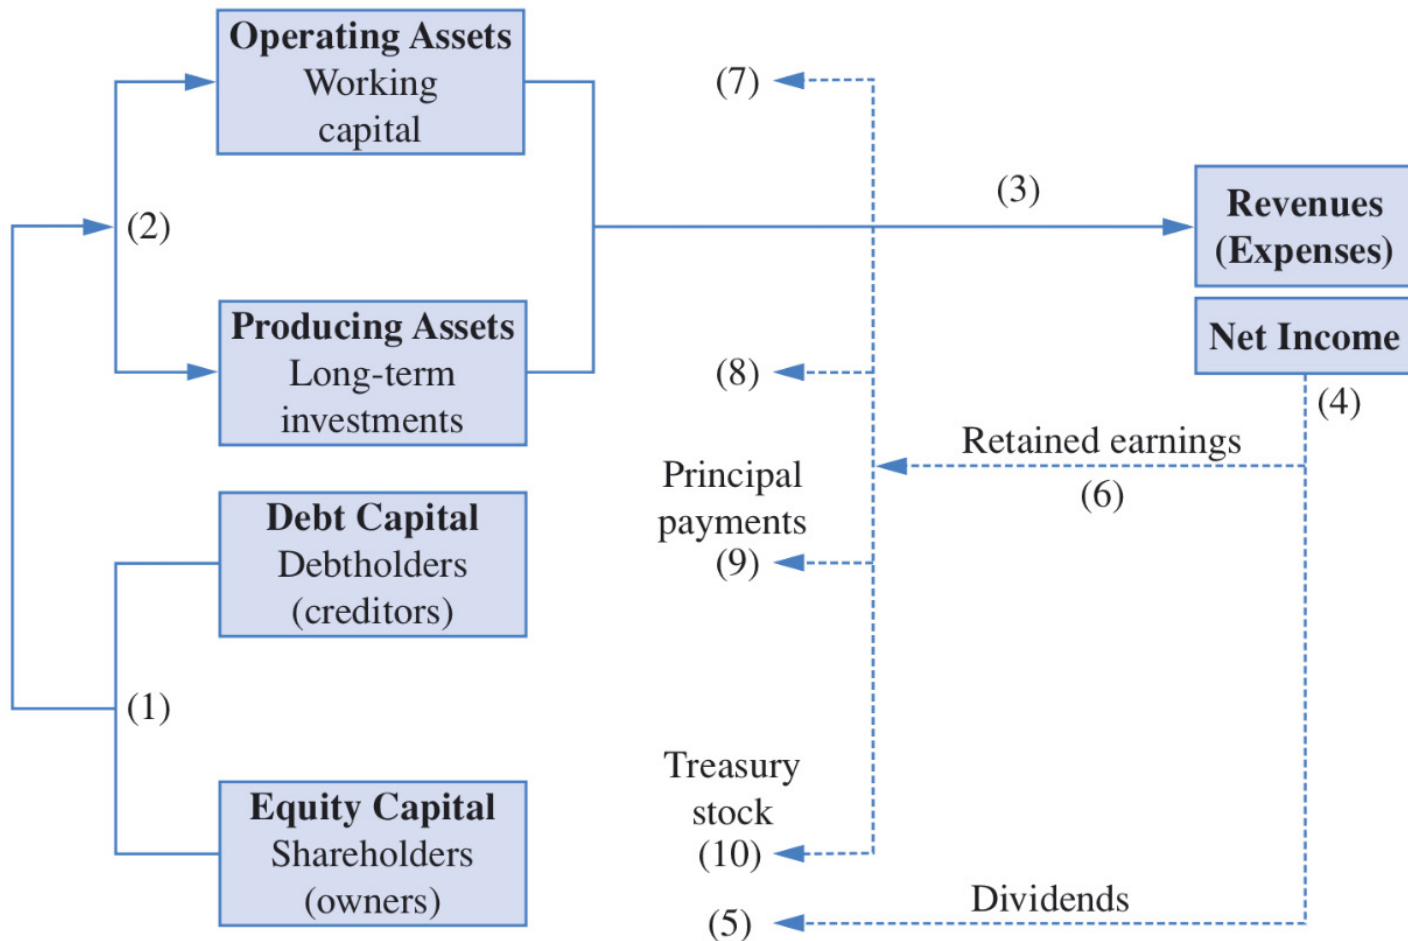 Operating Assets
Working
capital
(7)
(3)
Revenues
(Expenses)
(2)
Producing Assets
Long-term
investments
(8)
Net Income
(4)
Retained earnings
(6)
Principal
payments
(9)
Debt Capital
Debtholders
(creditors)
(1)
Treasury
stock
(10)
Equity Capital
Shareholders
(owners)
Dividends
(5)